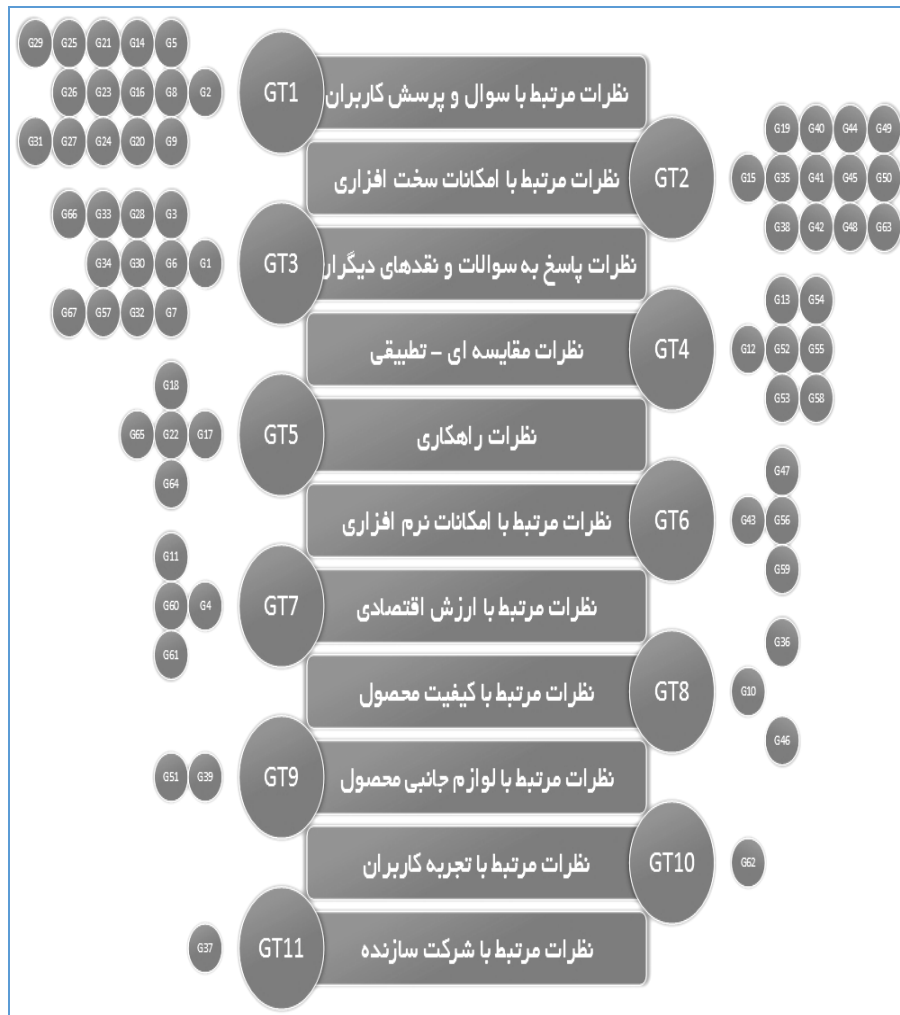 G29 G25 G21 G14 G5
G26 G23 G16 G8 G2
G31 G27 G24 G20 G9
GT1
نظرات مرتبط با سوال و پرسش کاربران
G19 G40 G44 G49
G15 G35 G41 G45 G50
G38 G42 G48 G63
GT2
نظرات مرتبط با امکانات سخت افزاری
G66 G33 G28 G3
G34 G30 G6 G1
G67 G57 G32 G7
GT3
نظرات پاسخ به سوالات و نقدهای دیگران
G13 G54
G12 G52 G55
G53 G58
GT4
نظرات مقایسه ای – تطبیقی
G18
G65 G22 G17
G64
GT5
نظرات راهکاری
G47
G43 G56
G59
GT6
نظرات مرتبط با امکانات نرم افزاری
G11
G60 G4
G61
GT7
نظرات مرتبط با ارزش اقتصادی
G36
G10
G46
GT8
نظرات مرتبط با کیفیت محصول
G51 G39
GT9
نظرات مرتبط با لوازم جانبی محصول
G62
GT10
نظرات مرتبط با تجربه کاربران
G37
GT11
نظرات مرتبط با شرکت سازنده